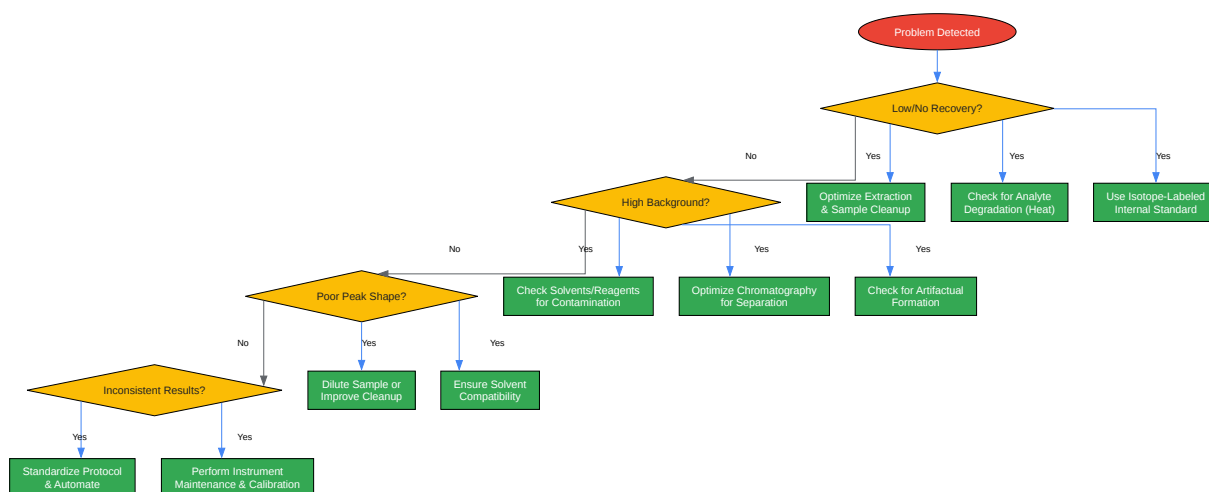 Problem Detected
Low/No Recovery?
No
Yes
Yes
Yes
Optimize Extraction
& Sample Cleanup
Check for Analyte
Degradation (Heat)
Use Isotope-Labeled
Internal Standard
High Background?
No
Yes
Yes
Yes
Check Solvents/Reagents
for Contamination
Optimize Chromatography
for Separation
Check for Artifactual
Formation
Poor Peak Shape?
No
Yes
Yes
Dilute Sample or
Improve Cleanup
Ensure Solvent
Compatibility
Inconsistent Results?
Yes
Yes
Standardize Protocol
& Automate
Perform Instrument
Maintenance & Calibration